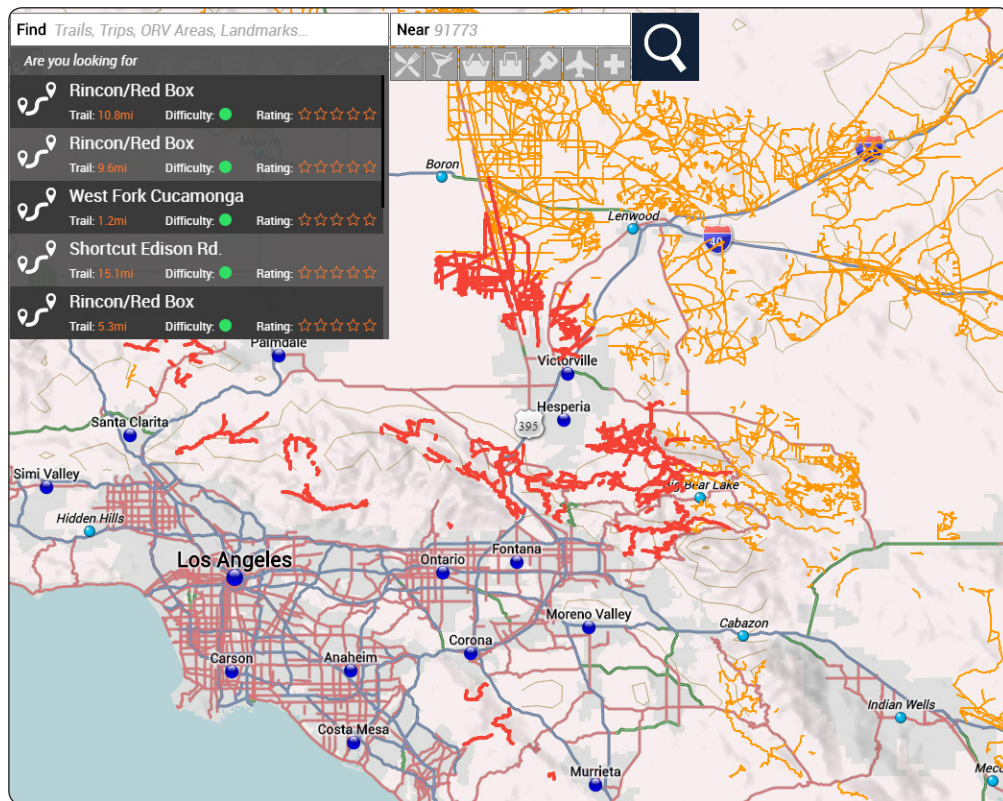 Find Trails, Trips, ORV Areas, Landmarks...
Near 91773
Are you looking for
Rincon/Red Box
Trail: 10.8mi Difficulty: Rating:
Rincon/Red Box
Trail: 9.6mi Difficulty: Rating:
West Fork Cucamonga
Trail: 1.2mi Difficulty: Rating:
Shortcut Edison Rd.
Trail: 15.1mi Difficulty: Rating:
Rincon/Red Box
Trail: 5.3mi Difficulty: Rating:
Boron
Lenwood
40
Palmdale
Victorville
Hesperia
395
Santa Clarita
Simi Valley
Big Bear Lake
Hidden Hills
Los Angeles
Ontario
Fontana
Moreno Valley
Cabazon
Corona
Carson
Anaheim
Indian Wells
Costa Mesa
Murrieta